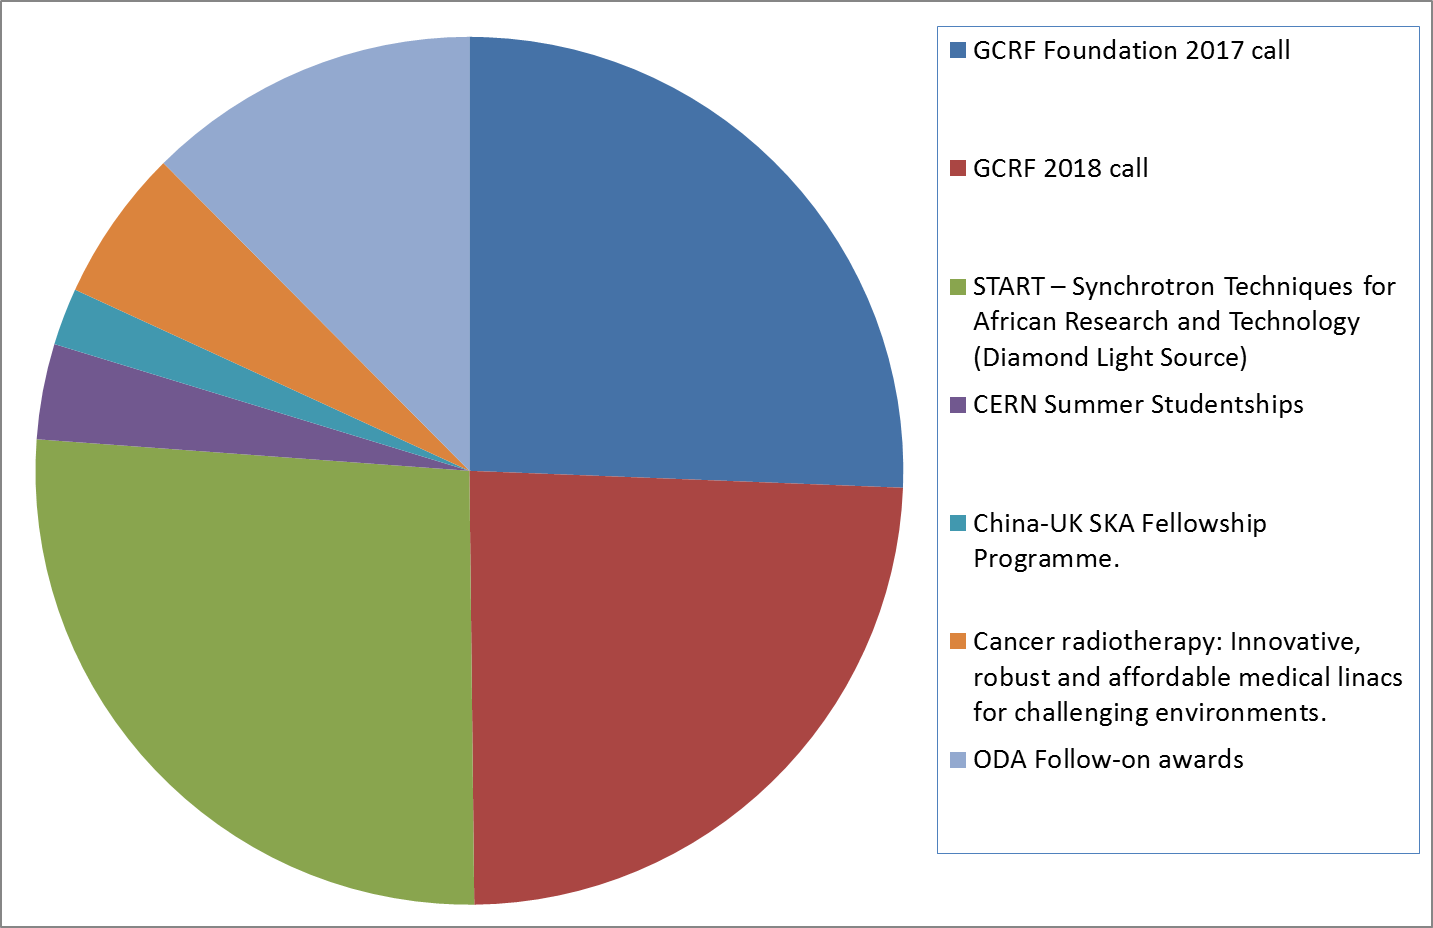 GCRF Foundation 2017 call
GCRF 2018 call
START – Synchrotron Techniques for
African Research and Technology
(Diamond Light Source)
CERN Summer Studentships
China-UK SKA Fellowship
Programme.
Cancer radiotherapy: Innovative,
robust and affordable medical linacs
for challenging environments.
ODA Follow-on awards